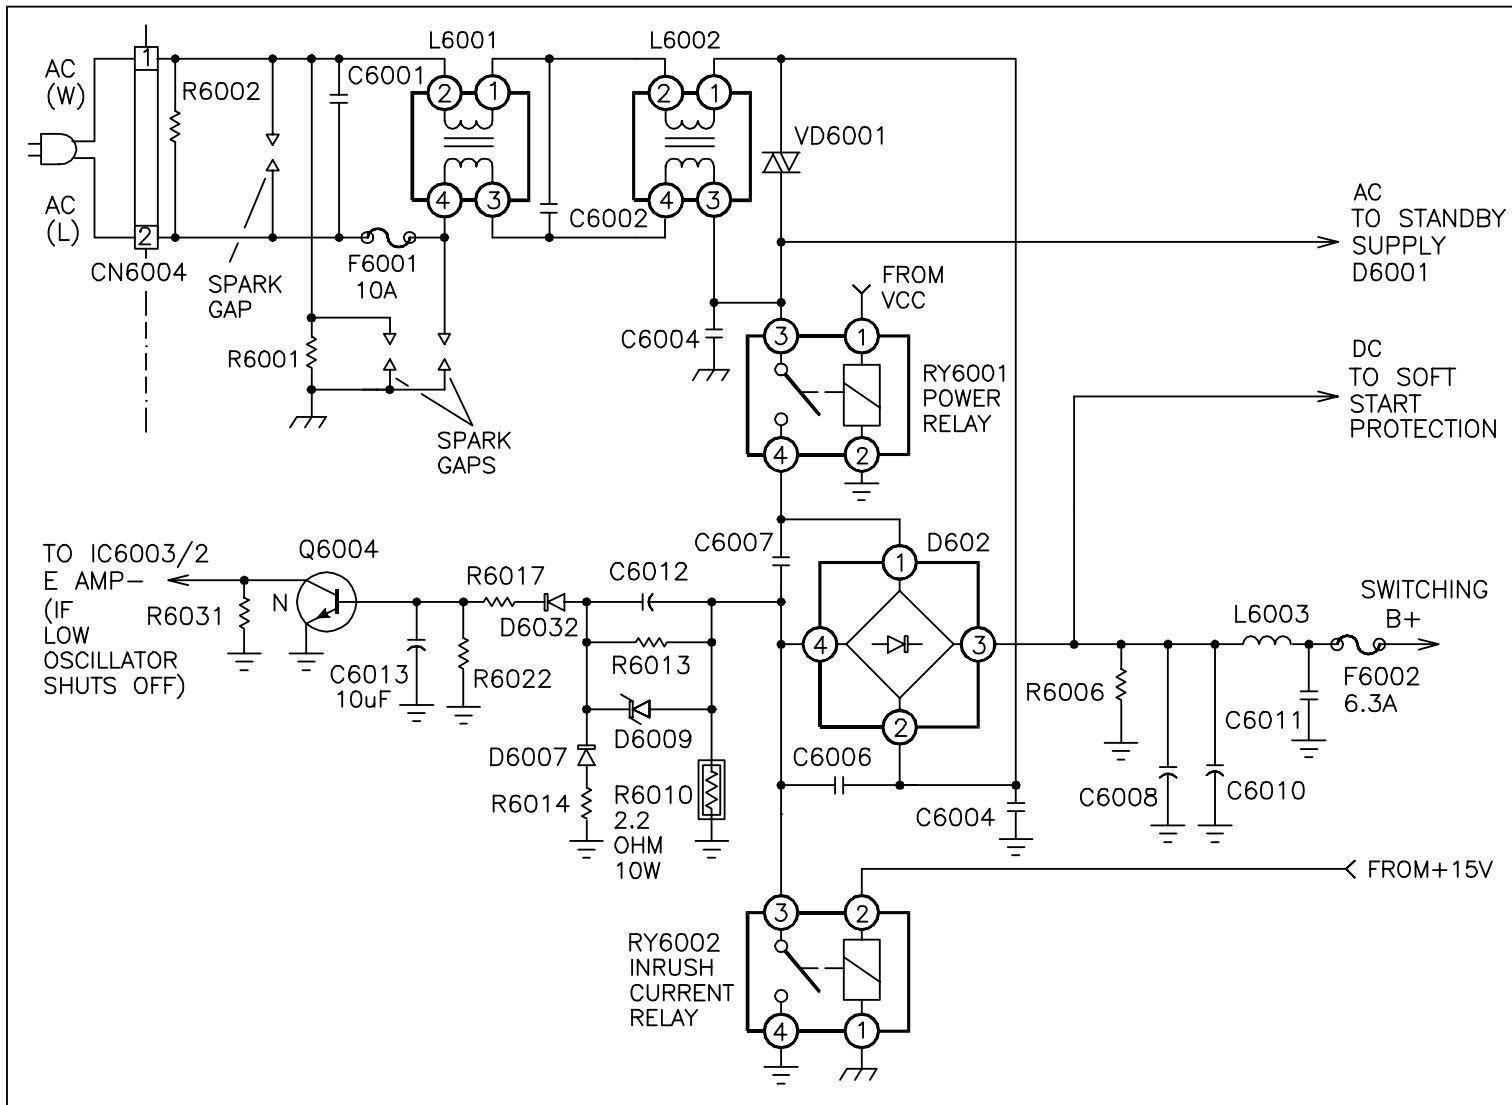 L6001
L6002
AC
(W)
1
R6002
C6001
2
1
2
1
VD6001
AC
(L)
2
4
3
4
3
C6002
AC
TO STANDBY
SUPPLY
D6001
CN6004
SPARK
GAP
F6001
10A
FROM
VCC
R6001
C6004
3
1
RY6001
POWER
RELAY
DC
TO SOFT
START
PROTECTION
SPARK
GAPS
4
2
TO IC6003/2
E AMP-
(IF
LOW
OSCILLATOR
SHUTS OFF)
Q6004
N
R6031
R6017
C6012
C6007
D602
1
D6032
R6013
4
3
SWITCHING
B+
L6003
C6013
10uF
R6022
R6006
F6002
6.3A
D6009
2
C6011
D6007
C6006
R6014
R6010
2.2
OHM
10W
C6004
C6008
C6010
FROM+15V
3
2
RY6002
INRUSH
CURRENT
RELAY
4
1